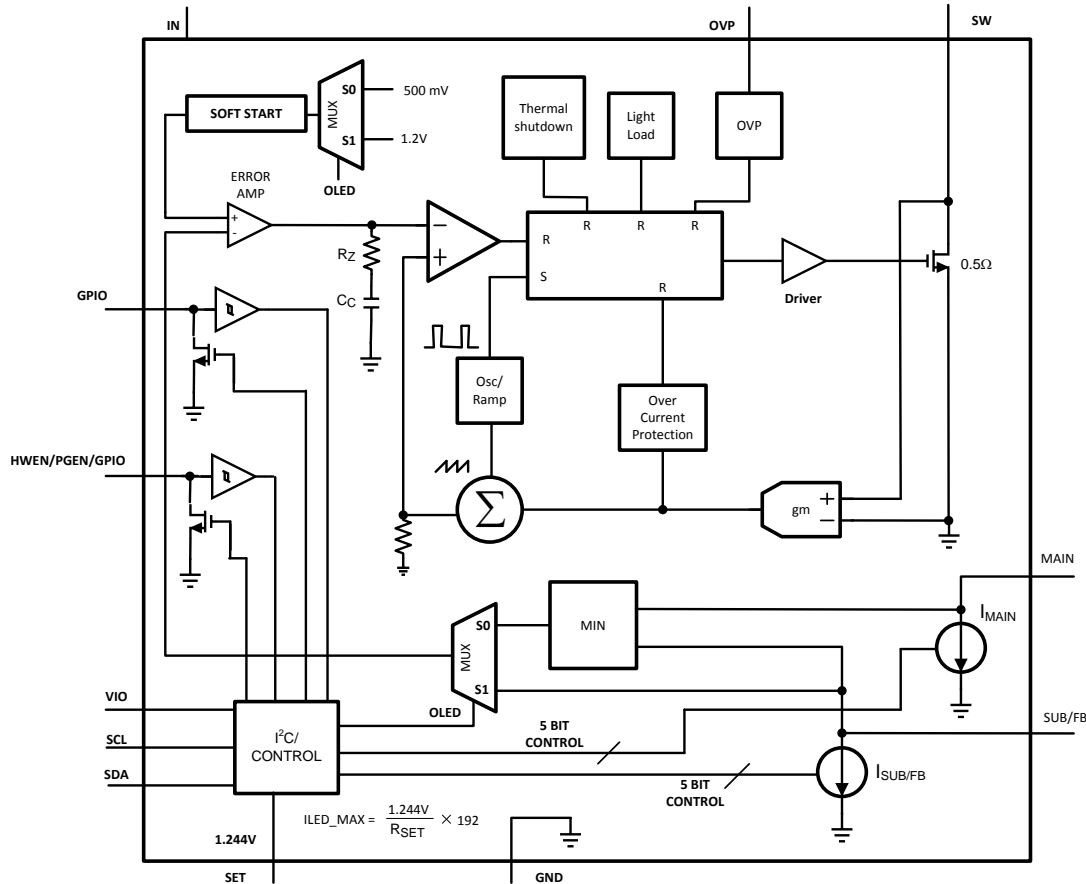 IN
OVP
SW
S0
500 mV
MUX
SOFT START
S1
1.2V
OLED
Thermal
shutdown
Light
Load
OVP
ERROR
AMP
+
-
RZ
CC
−
+
R
R
R
R
S
R
Driver
0.5Ω
GPIO
Osc/
Ramp
Over
Current
Protection
HWEN/PGEN/GPIO
Σ
gm
+
−
MAIN
IMAIN
S0
MUX
S1
MIN
OLED
VIO
SCL
SDA
I²C/
CONTROL
5 BIT
CONTROL
5 BIT
CONTROL
SUB/FB
ISUB/FB
ILED_MAX = 1.244V / RSET × 192
1.244V
SET
GND